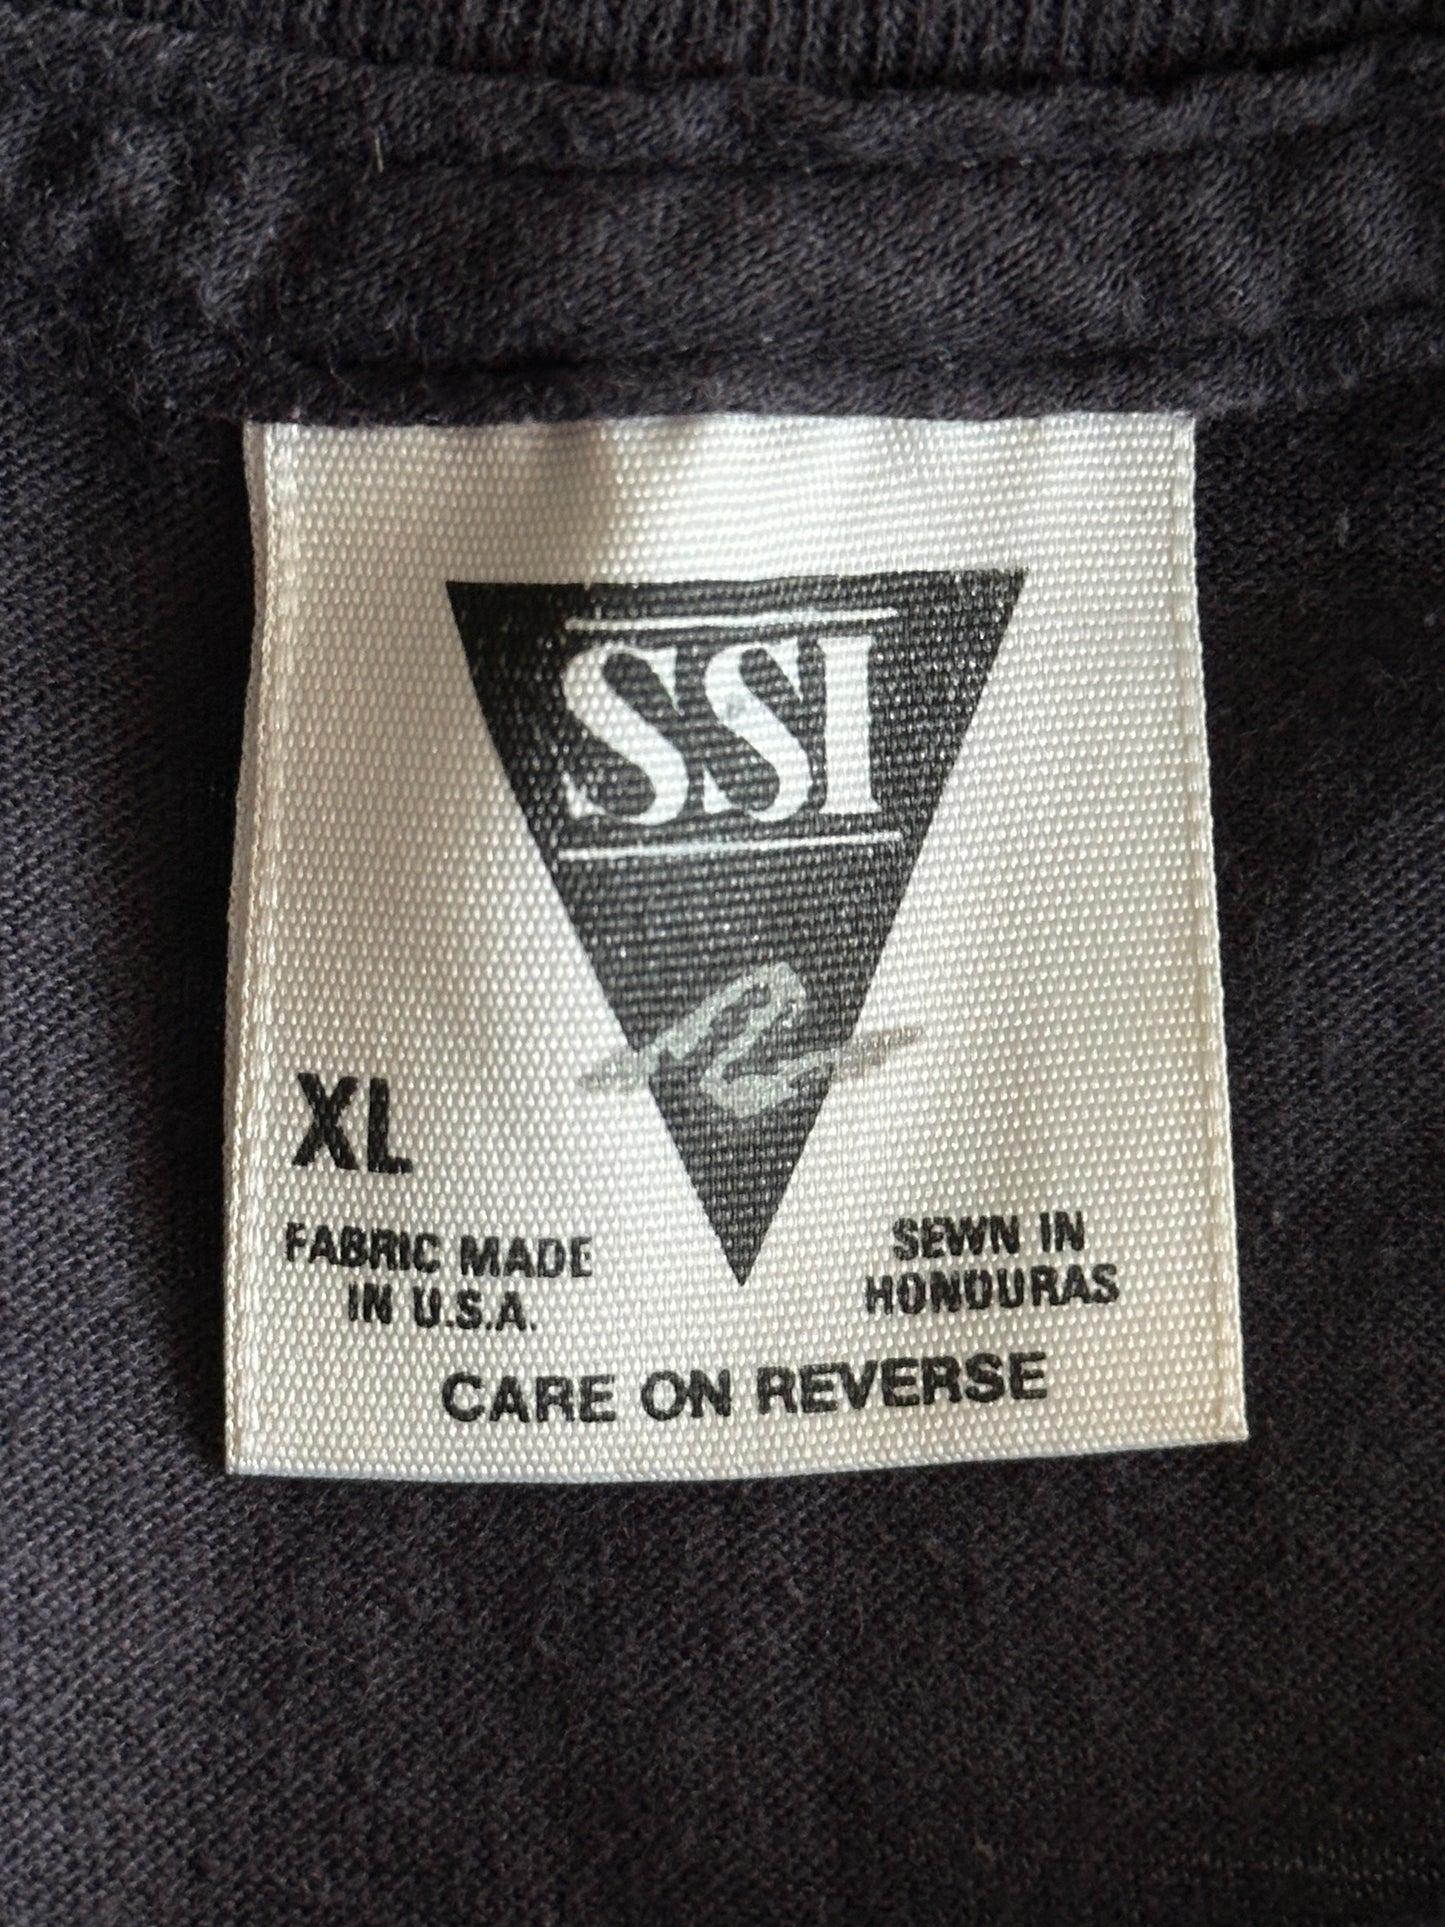 SSI
XL
FABRIC MADE
IN U.S.A.
SEWN IN
HONDURAS
CARE ON REVERSE